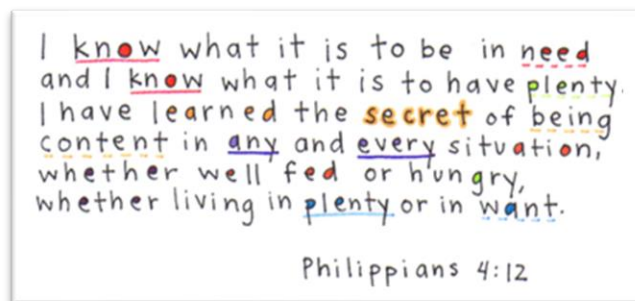 I know what it is to be in need
and I know what it is to have plenty.
I have learned the secret of being
content in any and every situation,
whether well fed or hungry,
whether living in plenty or in want.
Philippians 4:12